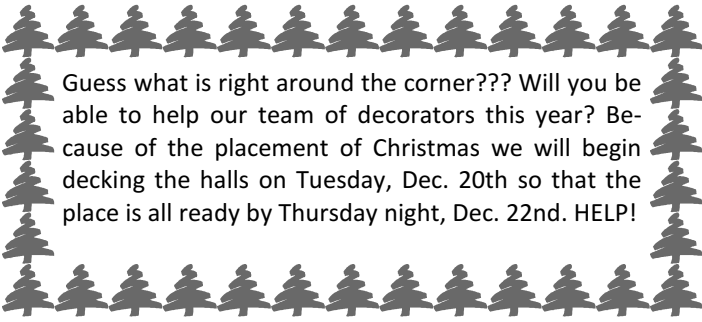 Guess what is right around the corner??? Will you be
able to help our team of decorators this year? Be-
cause of the placement of Christmas we will begin
decking the halls on Tuesday, Dec. 20th so that the
place is all ready by Thursday night, Dec. 22nd. HELP!